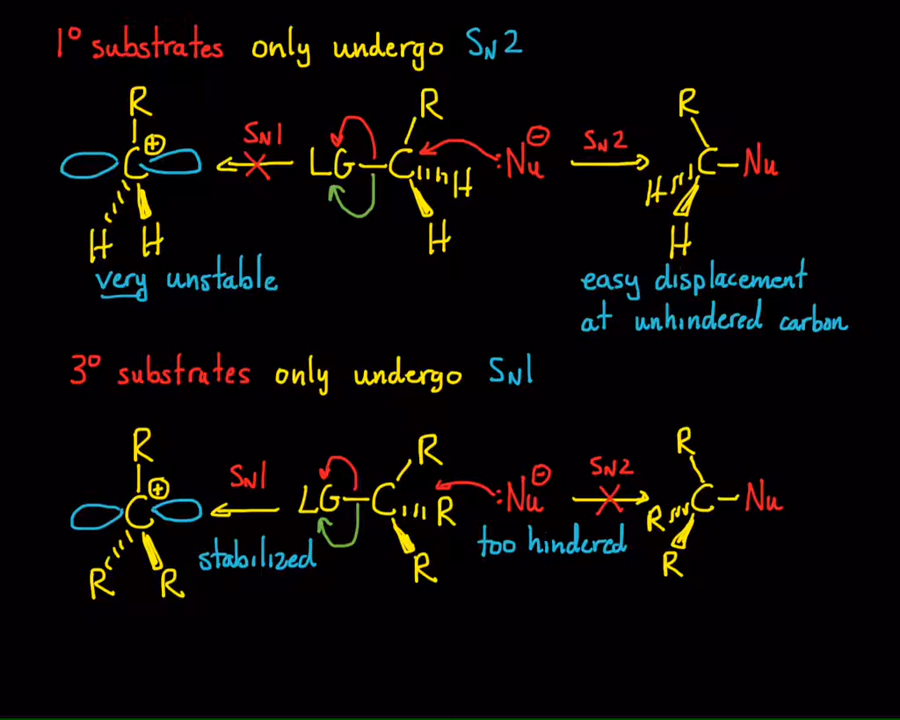 1° substrates only undergo SN2
R
R
R
C ⊕
SN1
LG-C
H
:Nu ⊖
SN2
C-Nu
H
H H
H
H
very unstable
easy displacement
at unhindered carbon
3° substrates only undergo SN1
R
R
R
C ⊕
SN1
LG-C
R
:Nu ⊖
SN2
C-Nu
R
stabilized
too hindered
R R
R
R